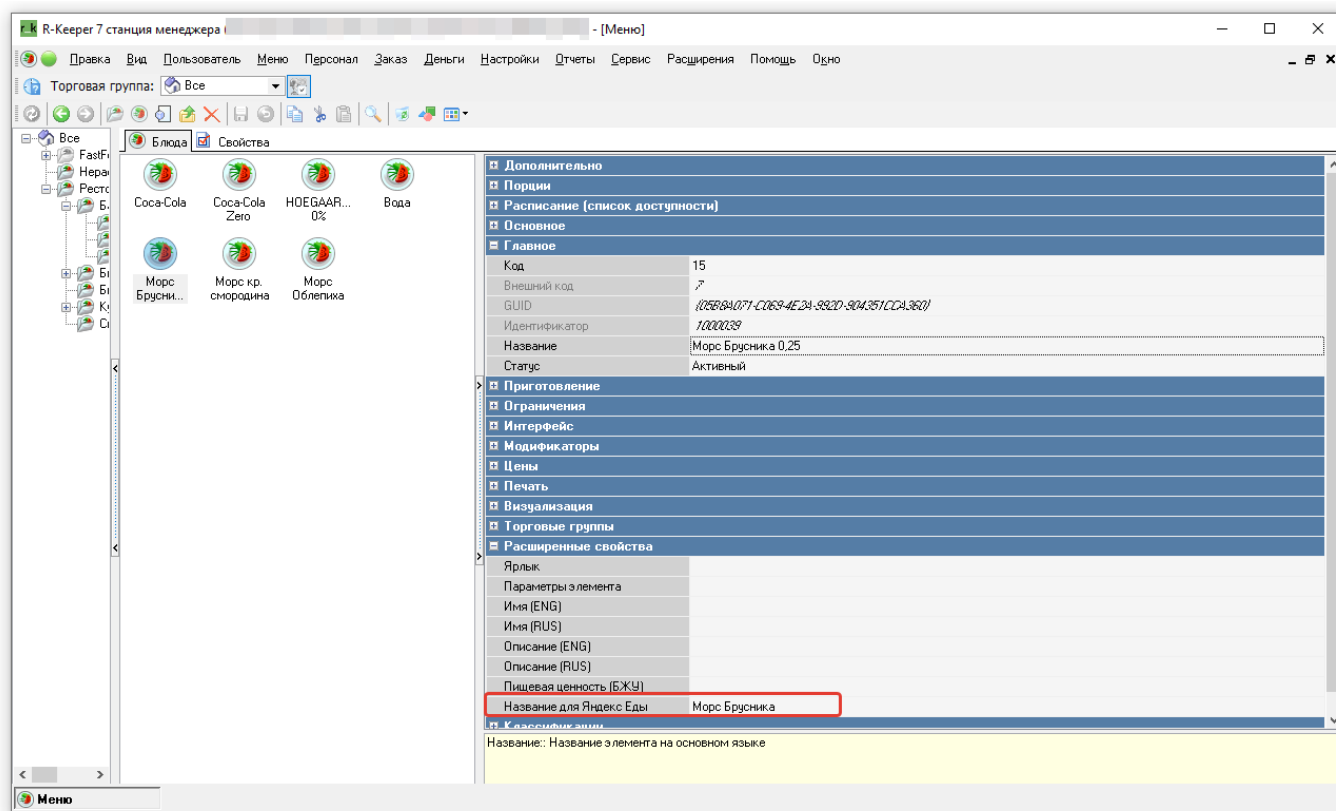 R-Keeper 7 станция менеджера ( - [Меню]
Правка Вид Пользователь Меню Персонал Заказ Деньги Настройки Отчеты Сервис Расширения Помощь Окно
Торговая группа: Все
Все
FastF
Нера
Ресто
Б.
Б
Б
К
С
Блюда Свойства
Coca-Cola Coca-Cola Zero HOEGAAR... 0% Вода
Морс Брусни... Морс кр. смородина Морс Облепиха
Дополнительно
Порции
Расписание (список доступности)
Основное
Главное
Код 15
Внешний код 7
GUID {05B8A071-C069-4E2A-992D-904351CCA360}
Идентификатор 1000039
Название Морс Брусника 0,25
Статус Активный
Приготовление
Ограничения
Интерфейс
Модификаторы
Цены
Печать
Визуализация
Торговые группы
Расширенные свойства
Ярлык
Параметры элемента
Имя (ENG)
Имя (RUS)
Описание (ENG)
Описание (RUS)
Пищевая ценность (БЖУ)
Название для Яндекс Еды Морс Брусника
Классификации
Название:: Название элемента на основном языке
Меню